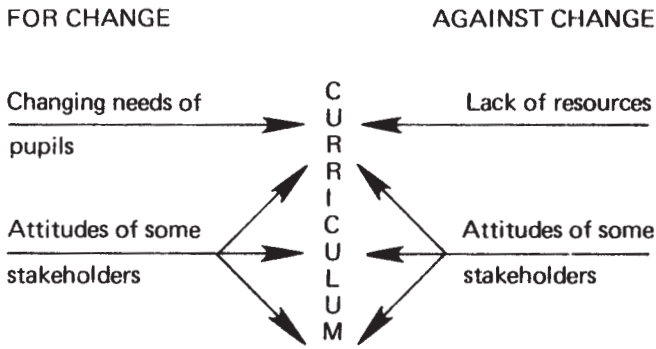 FOR CHANGE
AGAINST CHANGE
Changing needs of
pupils
Attitudes of some
stakeholders
C
U
R
R
I
C
U
L
U
M
Lack of resources
Attitudes of some
stakeholders